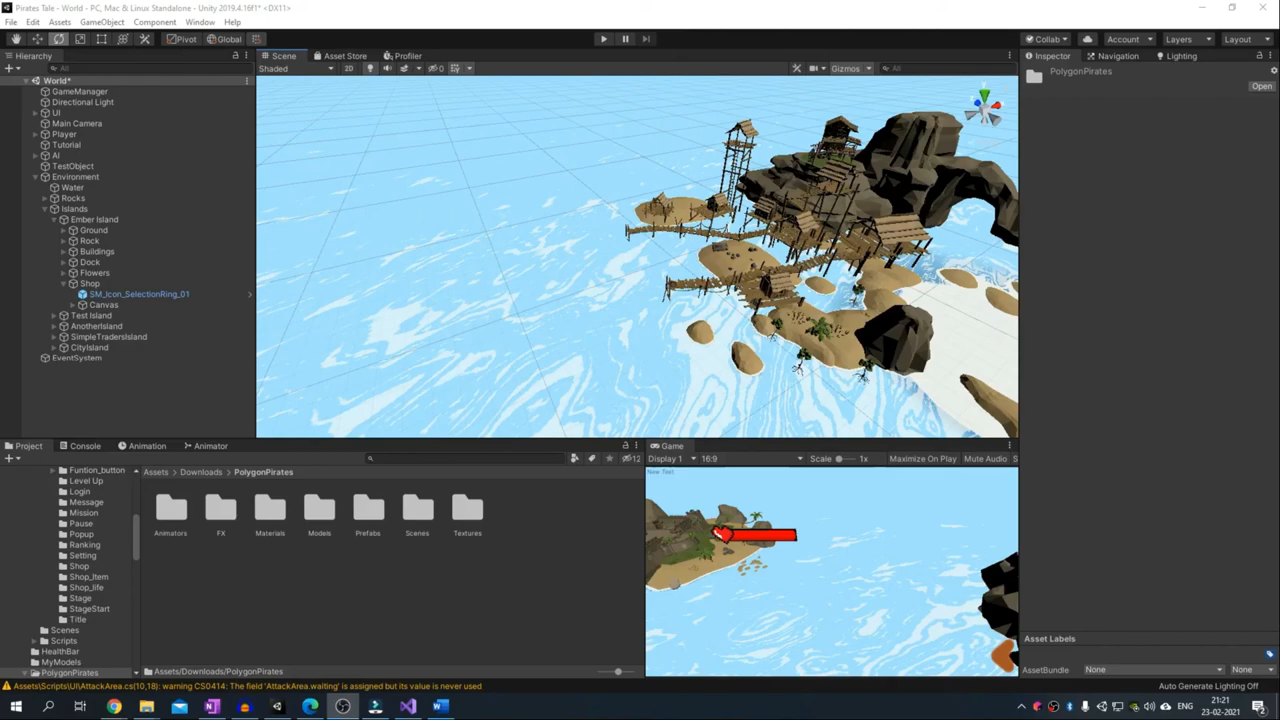 Pirates Tale - World - PC, Mac & Linux Standalone - Unity 2019.4.16f1* <DX11>
File Edit Assets GameObject Component Window Help
Pivot Global Collab Account Layers Layout
Hierarchy Scene Asset Store Profiler Inspector Navigation Lighting
All Shaded 2D 0 Gizmos All PolygonPirates
Open
World*
GameManager
Directional Light
UI
Main Camera
Player
Tutorial
AI
TestObject
Environment
Water
Rocks
Islands
Ember Island
Ground
Rock
Buildings
Dock
Flowers
Shop
SM_Icon_SelectionRing_01
Canvas
Test Island
AnotherIsland
SimpleTradersIsland
CityIsland
EventSystem
Project Console Animation Animator Game
12 Display 1 16:9 Scale 1x Maximize On Play Mute Audio S
Funtion_button
Level Up
Login
Message
Mission
Pause
Popup
Ranking
Setting
Shop
Shop_Item
Shop_life
Stage
StageStart
Title
Scenes
Scripts
HealthBar
MyModels
PolygonPirates
Assets Downloads PolygonPirates
Animators FX Materials Models Prefabs Scenes Textures
Assets/Downloads/PolygonPirates
New Text
Asset Labels
AssetBundle None None
Assets\Scripts\UI\AttackArea.cs(10,18): warning CS0414: The field 'AttackArea.waiting' is assigned but its value is never used
Auto Generate Lighting Off
ENG 21:21
23-02-2021 2